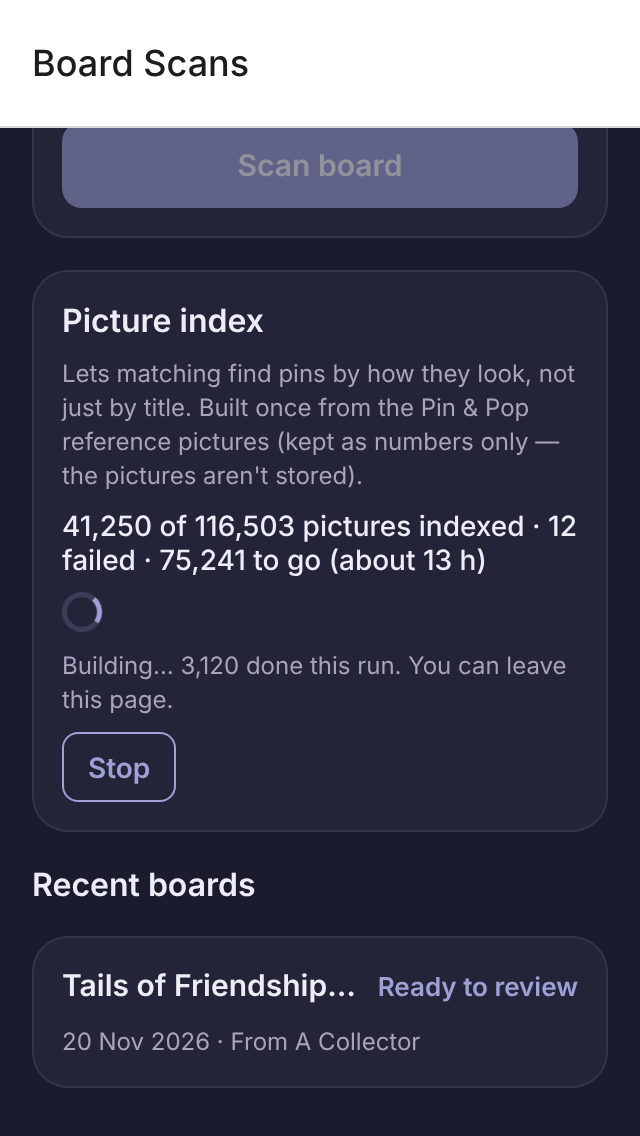 Board Scans
Scan board
Picture index
Lets matching find pins by how they look, not
just by title. Built once from the Pin & Pop
reference pictures (kept as numbers only —
the pictures aren't stored).
41,250 of 116,503 pictures indexed · 12
failed · 75,241 to go (about 13 h)
Building... 3,120 done this run. You can leave
this page.
Stop
Recent boards
Tails of Friendship... Ready to review
20 Nov 2026 · From A Collector